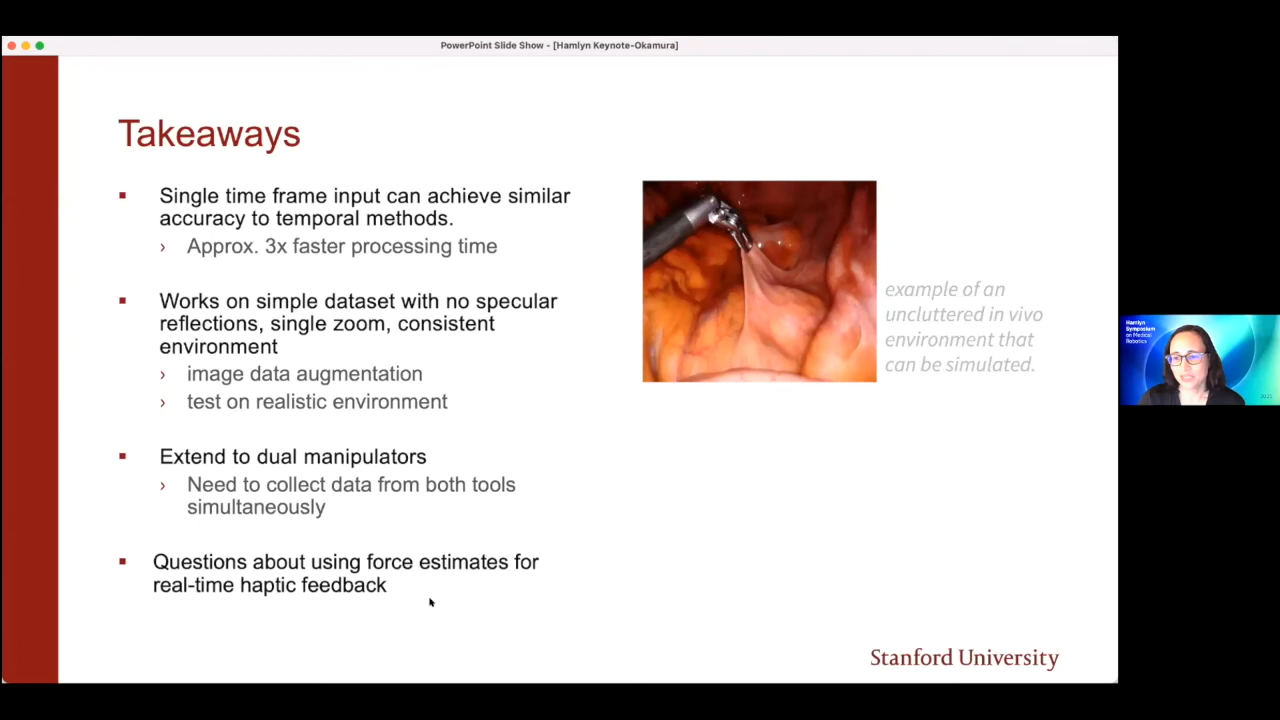 PowerPoint Slide Show - [Hamlyn Keynote-Okamura]
Takeaways
▪ Single time frame input can achieve similar
accuracy to temporal methods.
› Approx. 3x faster processing time
▪ Works on simple dataset with no specular
reflections, single zoom, consistent
environment
› image data augmentation
› test on realistic environment
▪ Extend to dual manipulators
› Need to collect data from both tools
simultaneously
▪ Questions about using force estimates for
real-time haptic feedback
example of an
uncluttered in vivo
environment that
can be simulated.
Stanford University
Hamlyn
Symposium
on Medical
Robotics